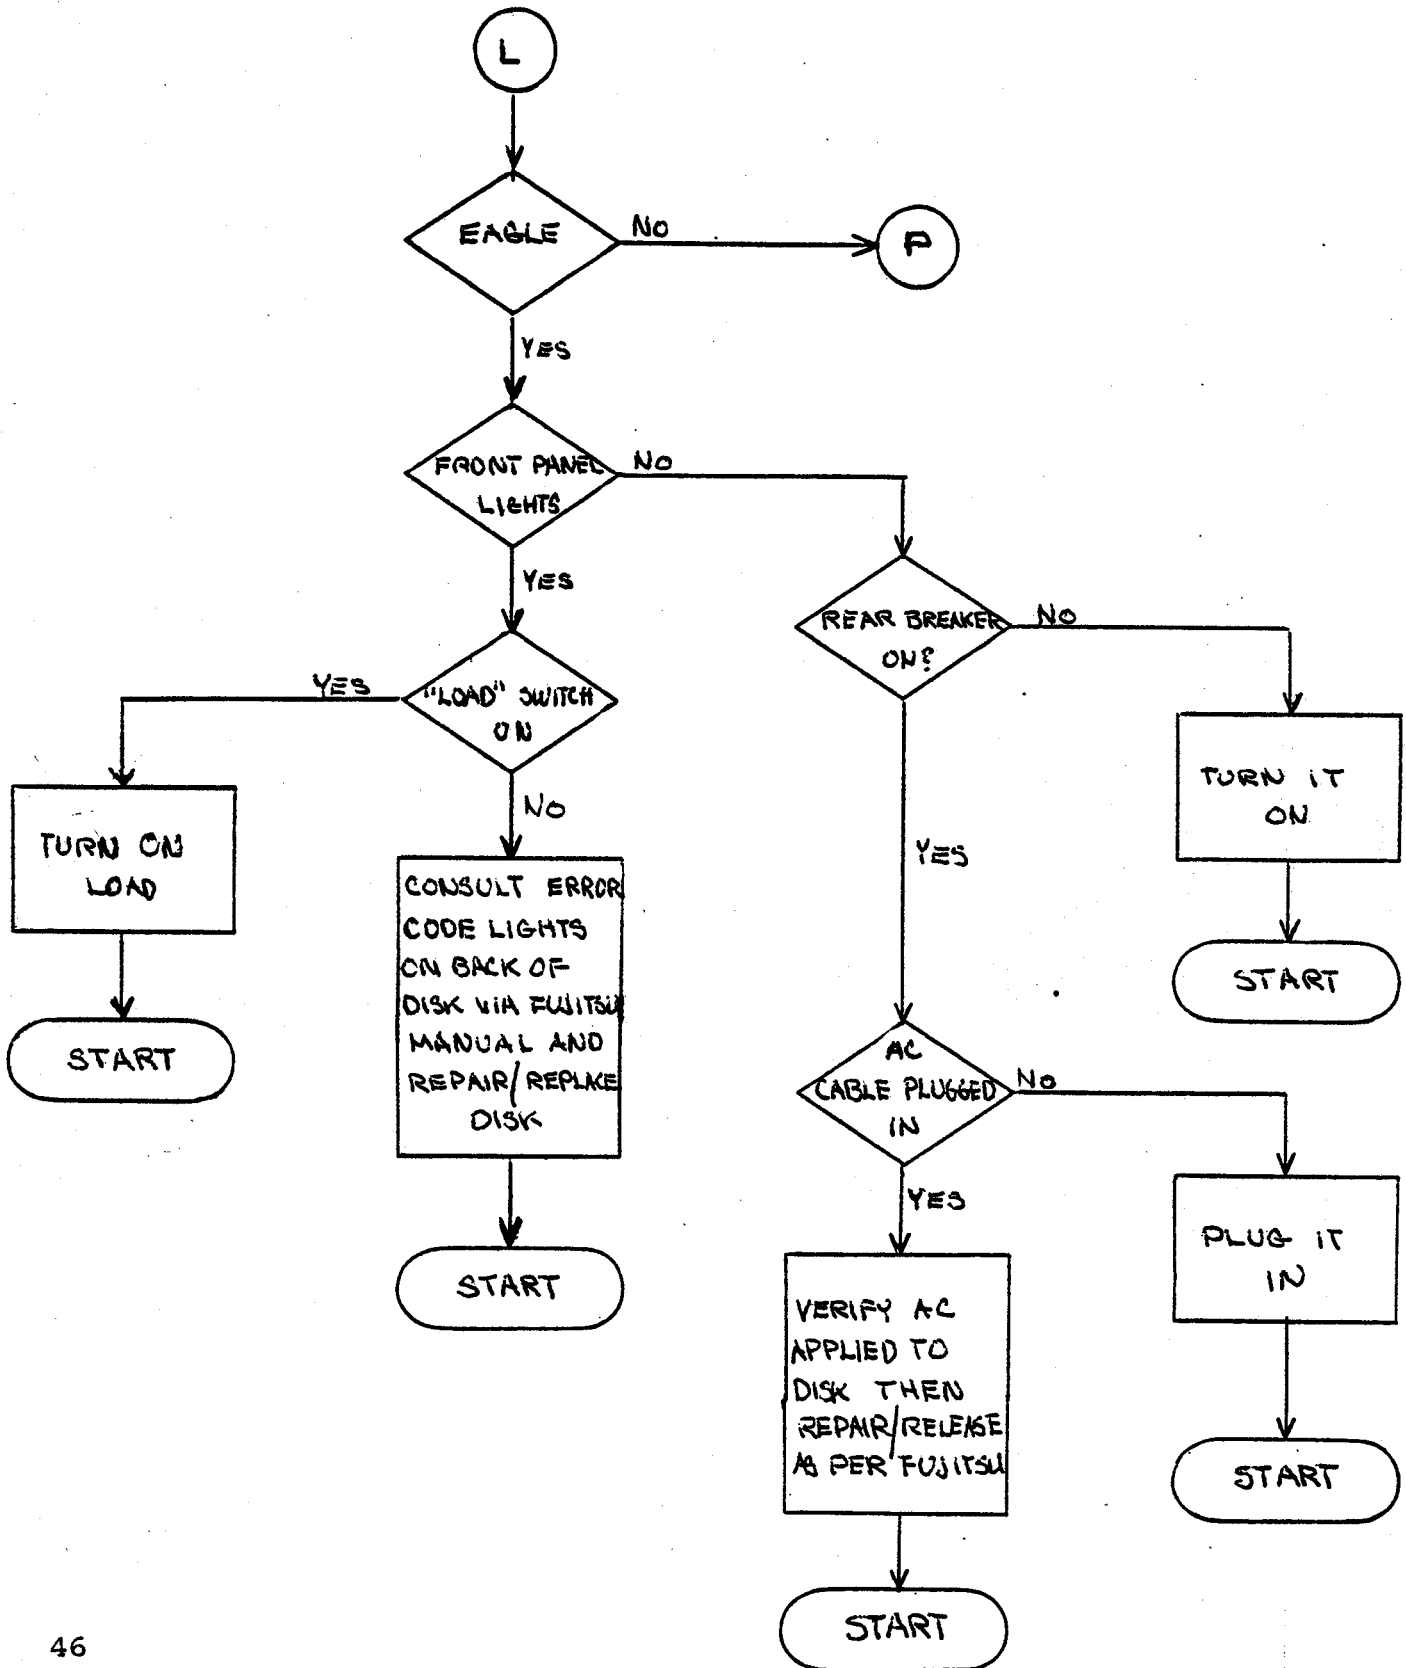 L
EAGLE
NO
P
YES
FRONT PANEL
LIGHTS
NO
YES
REAR BREAKER
ON?
NO
"LOAD" SWITCH
ON
YES
TURN IT
ON
NO
TURN ON
LOAD
YES
CONSULT ERROR
CODE LIGHTS
ON BACK OF
DISK VIA FUJITSU
MANUAL AND
REPAIR/REPLACE
DISK
START
START
AC
CABLE PLUGGED
IN
NO
YES
PLUG IT
IN
START
VERIFY AC
APPLIED TO
DISK THEN
REPAIR/RELEASE
AS PER FUJITSU
START
START
46